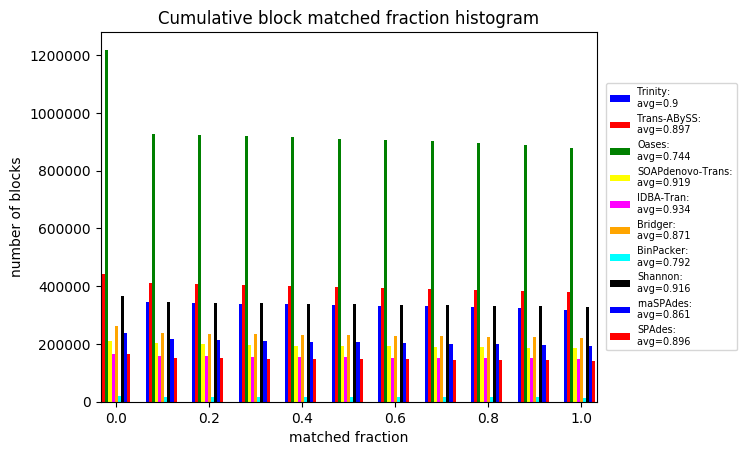 Cumulative block matched fraction histogram
number of blocks
1200000
1000000
800000
600000
400000
200000
0
0.0 0.2 0.4 0.6 0.8 1.0
matched fraction
Trinity:
avg=0.9
Trans-ABySS:
avg=0.897
Oases:
avg=0.744
SOAPdenovo-Trans:
avg=0.919
IDBA-Tran:
avg=0.934
Bridger:
avg=0.871
BinPacker:
avg=0.792
Shannon:
avg=0.916
rnaSPAdes:
avg=0.861
SPAdes:
avg=0.896